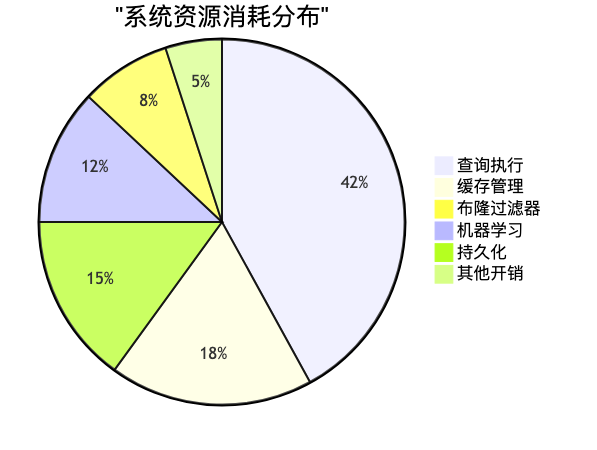 "系统资源消耗分布"
5%
8%
12%
42%
15%
18%
查询执行
缓存管理
布隆过滤器
机器学习
持久化
其他开销